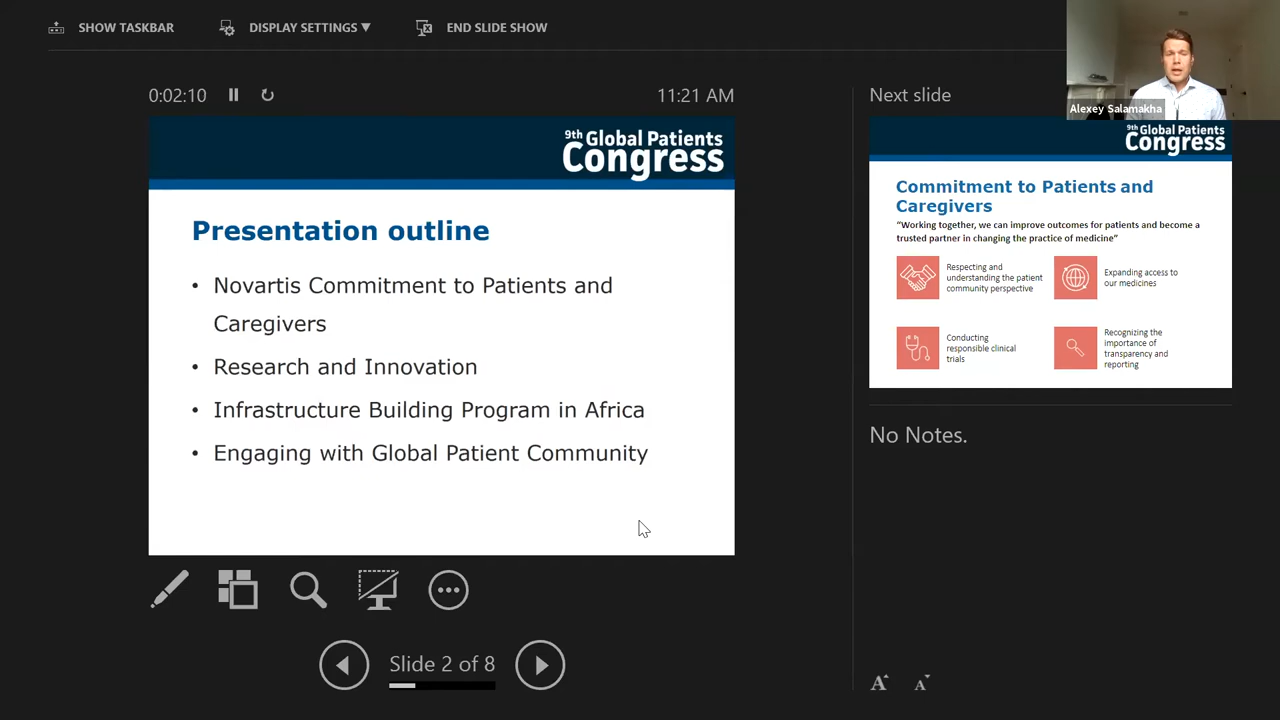 SHOW TASKBAR
DISPLAY SETTINGS ▼
END SLIDE SHOW
Alexey Salamakha
0:02:10
11:21 AM
9th Global Patients
Congress
Presentation outline
• Novartis Commitment to Patients and
Caregivers
• Research and Innovation
• Infrastructure Building Program in Africa
• Engaging with Global Patient Community
Slide 2 of 8
Next slide
9th Global Patients
Congress
Commitment to Patients and
Caregivers
“Working together, we can improve outcomes for patients and become a
trusted partner in changing the practice of medicine”
Respecting and
understanding the patient
community perspective
Expanding access to
our medicines
Conducting
responsible clinical
trials
Recognizing the
importance of
transparency and
reporting
No Notes.
A A